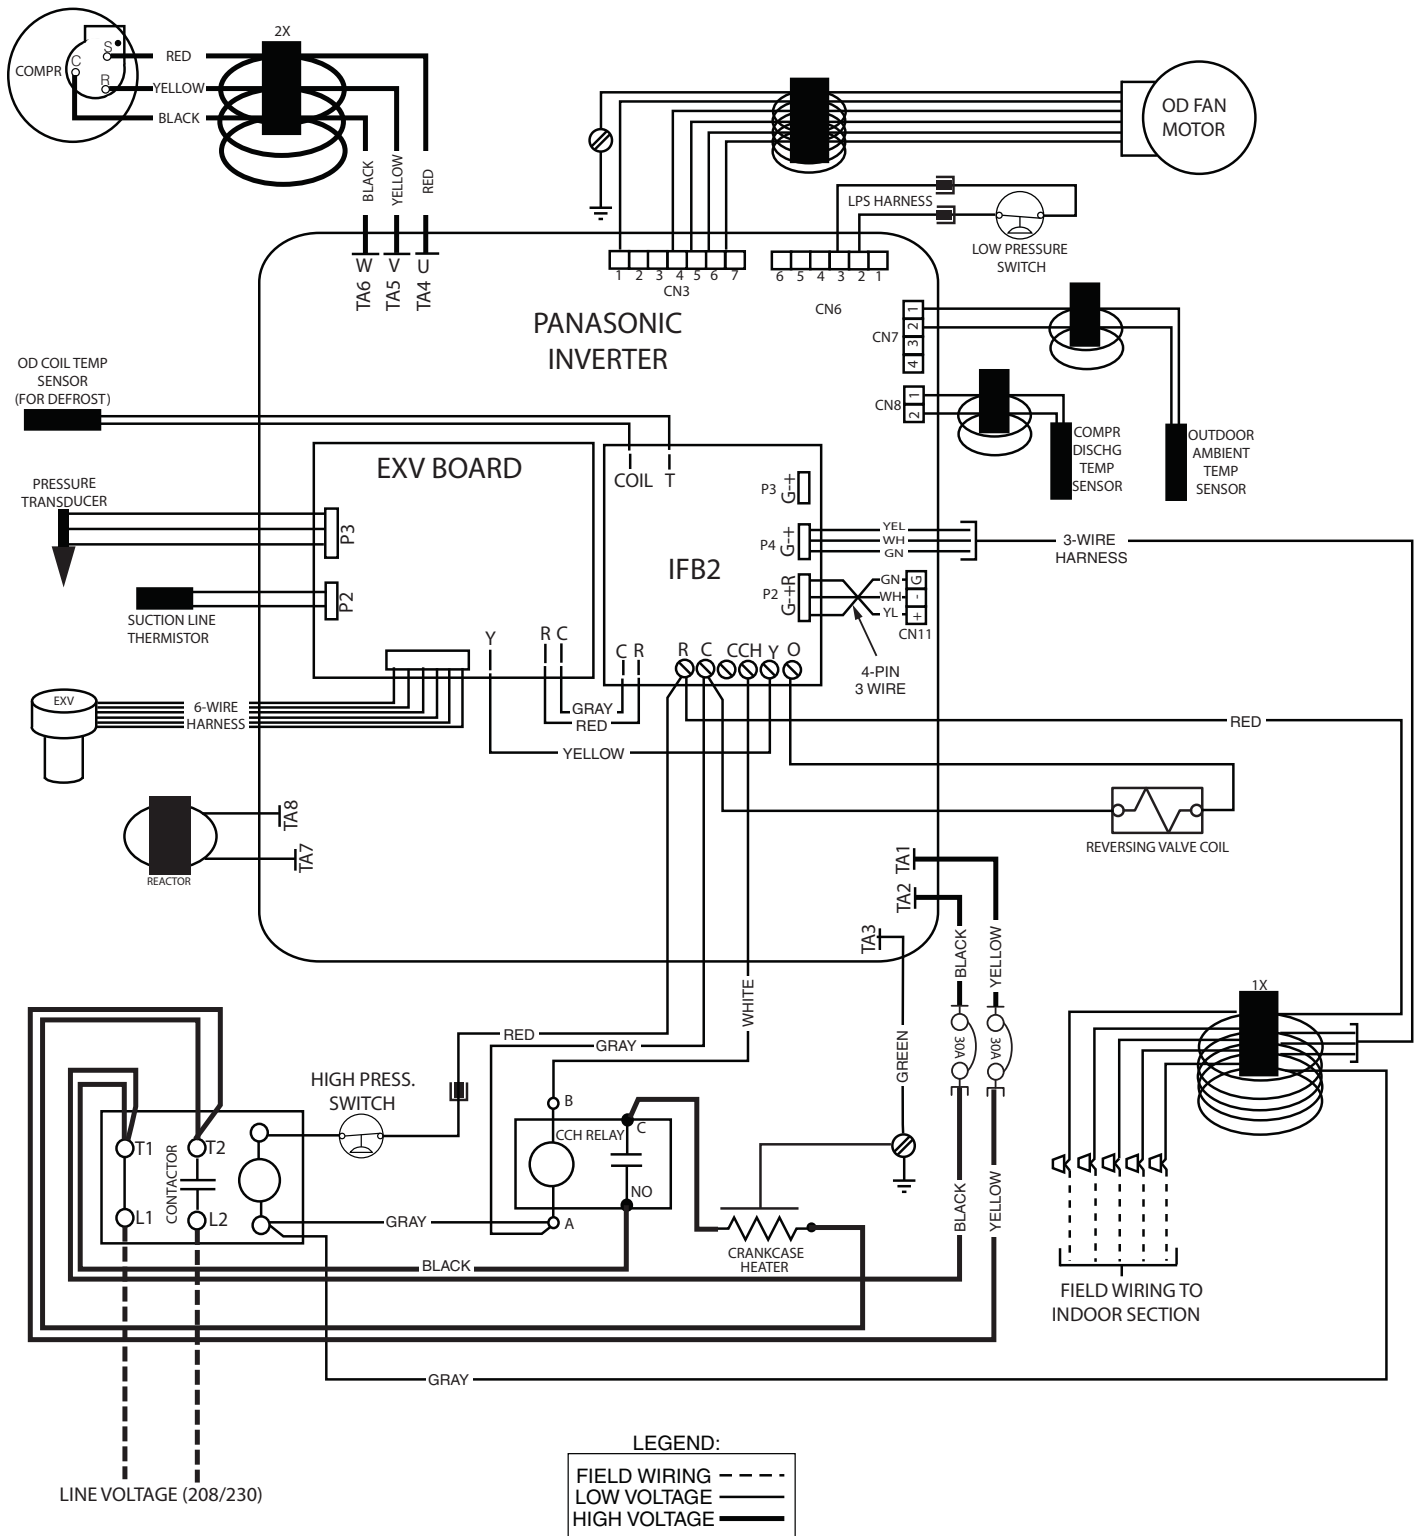 2X
S
C
R
COMPR
RED
YELLOW
BLACK
BLACK
YELLOW
RED
W
V
U
TA6
TA5
TA4
OD FAN
MOTOR
LPS HARNESS
LOW PRESSURE
SWITCH
1 2 3 4 5 6 7
CN3
6 5 4 3 2 1
CN6
PANASONIC
INVERTER
CN7
1
2
3
4
CN8
1
2
COMPR
DISCHG
TEMP
SENSOR
OUTDOOR
AMBIENT
TEMP
SENSOR
OD COIL TEMP
SENSOR
(FOR DEFROST)
PRESSURE
TRANSDUCER
SUCTION LINE
THERMISTOR
EXV BOARD
P3
P2
Y
R C
COIL T
IFB2
P3
G-+
P4
G-+
P2
G-+R
YEL
WH
GN
3-WIRE
HARNESS
GN
WH
YL
G
-
+
CN11
4-PIN
3 WIRE
C R
R C CCH Y O
GRAY
RED
YELLOW
EXV
6-WIRE
HARNESS
RED
REACTOR
TA8
TA7
REVERSING VALVE COIL
TA1
TA2
TA3
BLACK
YELLOW
30A
30A
GREEN
WHITE
1X
RED
GRAY
HIGH PRESS.
SWITCH
T1
T2
L1
L2
CONTACTOR
B
CCH RELAY
C
NO
A
GRAY
BLACK
CRANKCASE
HEATER
BLACK
YELLOW
FIELD WIRING TO
INDOOR SECTION
GRAY
LINE VOLTAGE (208/230)
LEGEND:
FIELD WIRING
LOW VOLTAGE
HIGH VOLTAGE